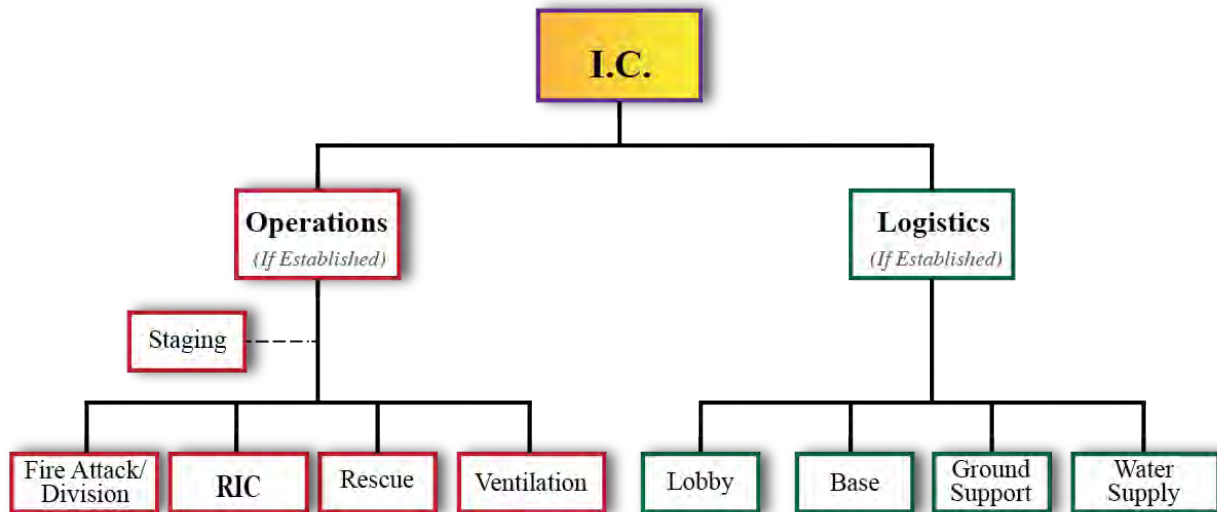 I.C.
Operations
(If Established)
Logistics
(If Established)
Staging
Fire Attack/
Division
RIC
Rescue
Ventilation
Lobby
Base
Ground
Support
Water
Supply